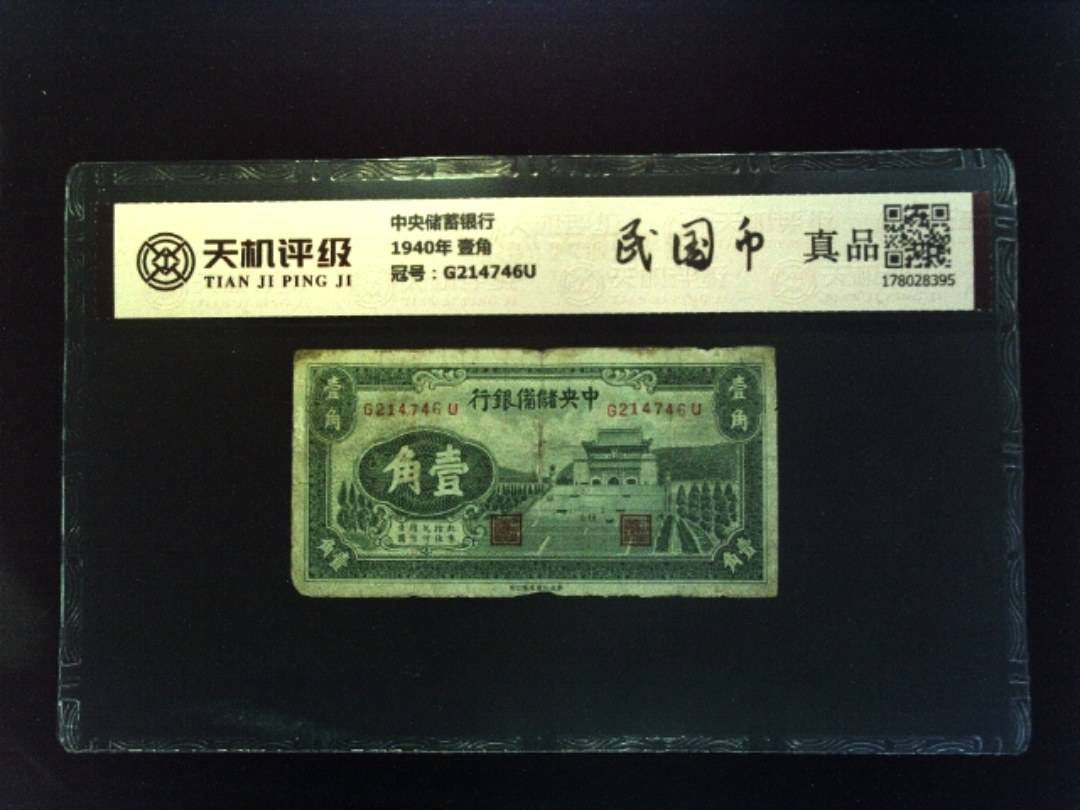 天机评级
TIAN JI PING JI
中央储蓄银行
1940年 壹角
冠号：G214746U
民国币
真品
178028395
壹角
行銀備儲央中
壹角
G214746U
G214746U
角壹
角壹
角壹